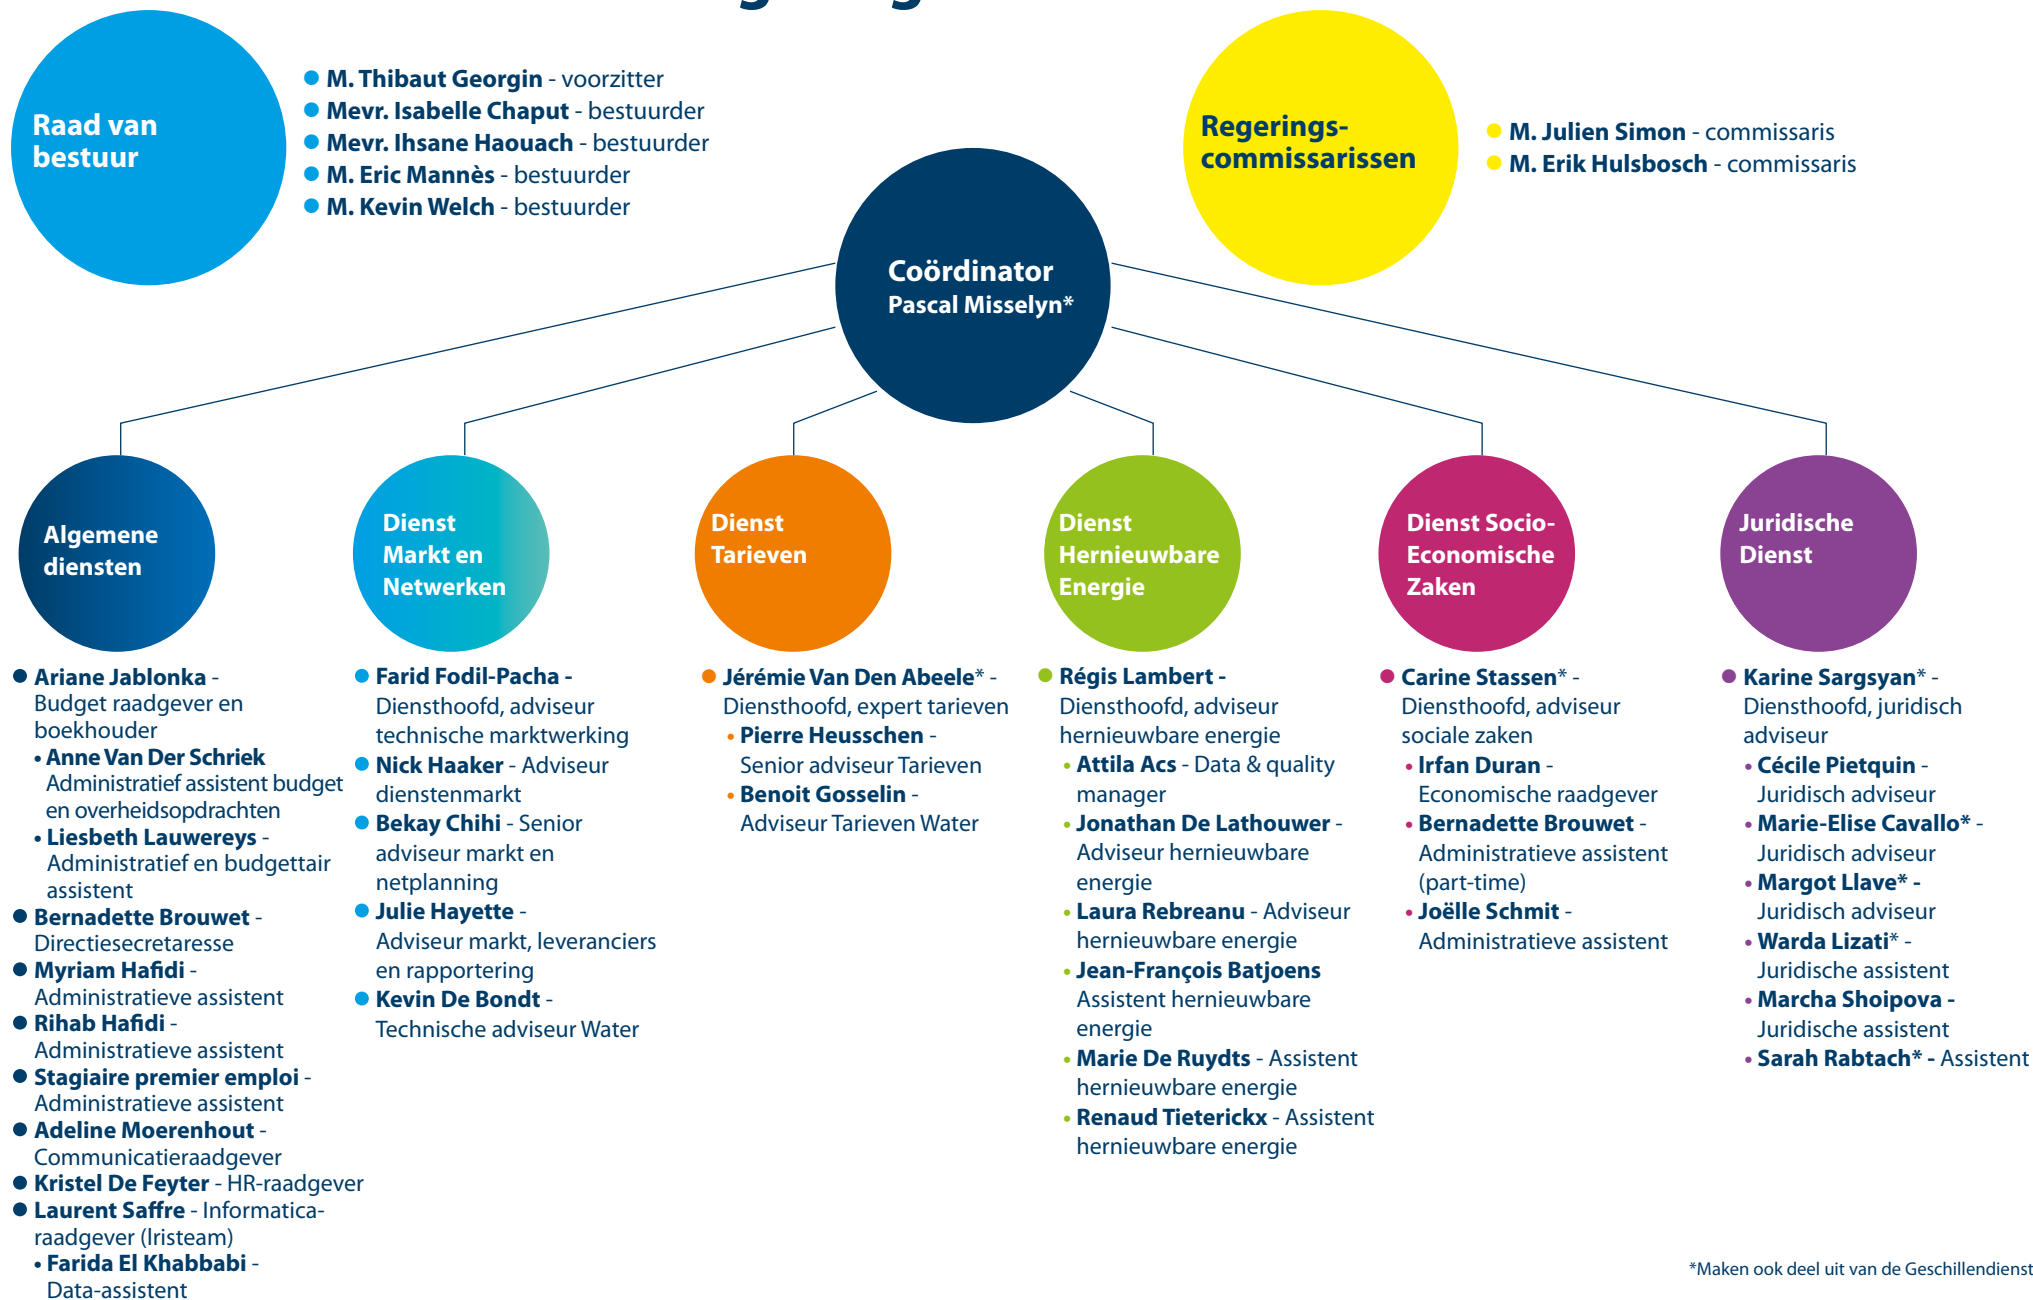 Raad van
bestuur
M. Thibaut Georgin - voorzitter
Mevr. Isabelle Chaput - bestuurder
Mevr. Ihsane Haouach - bestuurder
M. Eric Mannès - bestuurder
M. Kevin Welch - bestuurder
Regerings-
commissarissen
M. Julien Simon - commissaris
M. Erik Hulsbosch - commissaris
Coördinator
Pascal Misselyn*
Algemene
diensten
Ariane Jablonka -
Budget raadgever en
boekhouder
• Anne Van Der Schriek
Administratief assistent budget
en overheidsopdrachten
• Liesbeth Lauwereys -
Administratief en budgettair
assistent
Bernadette Brouwet -
Directiesecretaresse
Myriam Hafidi -
Administratieve assistent
Rihab Hafidi -
Administratieve assistent
Stagiaire premier emploi -
Administratieve assistent
Adeline Moerenhout -
Communicatieraadgever
Kristel De Feyter - HR-raadgever
Laurent Saffre - Informatica-
raadgever (Iristeam)
• Farida El Khabbabi -
Data-assistent
Dienst
Markt en
Netwerken
Farid Fodil-Pacha -
Diensthoofd, adviseur
technische marktwerking
Nick Haaker - Adviseur
dienstenmarkt
Bekay Chihi - Senior
adviseur markt en
netplanning
Julie Hayette -
Adviseur markt, leveranciers
en rapportering
Kevin De Bondt -
Technische adviseur Water
Dienst
Tarieven
Jérémie Van Den Abeele* -
Diensthoofd, expert tarieven
• Pierre Heusschen -
Senior adviseur Tarieven
• Benoit Gosselin -
Adviseur Tarieven Water
Dienst
Hernieuwbare
Energie
Régis Lambert -
Diensthoofd, adviseur
hernieuwbare energie
• Attila Acs - Data & quality
manager
• Jonathan De Lathouwer -
Adviseur hernieuwbare
energie
• Laura Rebreanu - Adviseur
hernieuwbare energie
• Jean-François Batjoens
Assistent hernieuwbare
energie
• Marie De Ruydts - Assistent
hernieuwbare energie
• Renaud Tieterickx - Assistent
hernieuwbare energie
Dienst Socio-
Economische
Zaken
Carine Stassen* -
Diensthoofd, adviseur
sociale zaken
• Irfan Duran -
Economische raadgever
• Bernadette Brouwet -
Administratieve assistent
(part-time)
• Joëlle Schmit -
Administratieve assistent
Juridische
Dienst
Karine Sargsyan* -
Diensthoofd, juridisch
adviseur
• Cécile Pietquin -
Juridisch adviseur
• Marie-Elise Cavallo* -
Juridisch adviseur
• Margot Llave* -
Juridisch adviseur
• Warda Lizati* -
Juridische assistent
• Marcha Shoipova -
Juridische assistent
• Sarah Rabtach* - Assistent
*Maken ook deel uit van de Geschillendienst